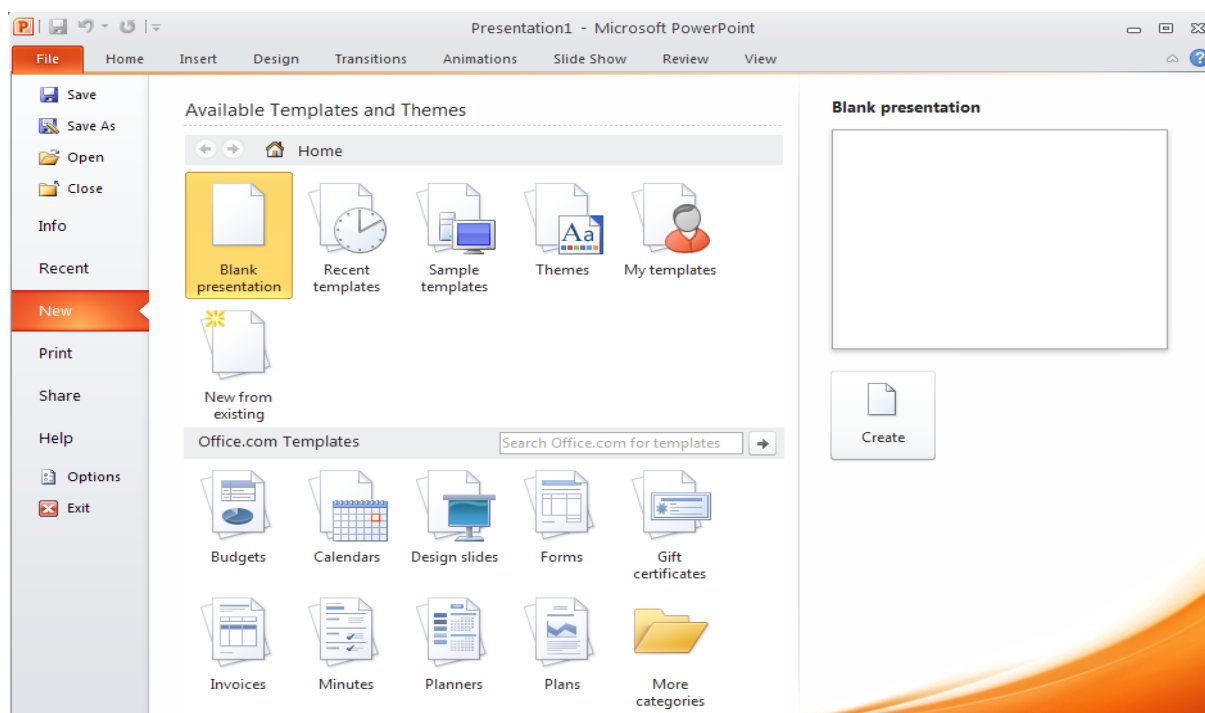 Presentation1 - Microsoft PowerPoint
File Home Insert Design Transitions Animations Slide Show Review View
Save
Save As
Open
Close
Info
Recent
New
Print
Share
Help
Options
Exit
Available Templates and Themes
Home
Blank
presentation
Recent
templates
Sample
templates
Themes
My templates
New from
existing
Office.com Templates
Search Office.com for templates
Budgets
Calendars
Design slides
Forms
Gift
certificates
Invoices
Minutes
Planners
Plans
More
categories
Blank presentation
Create